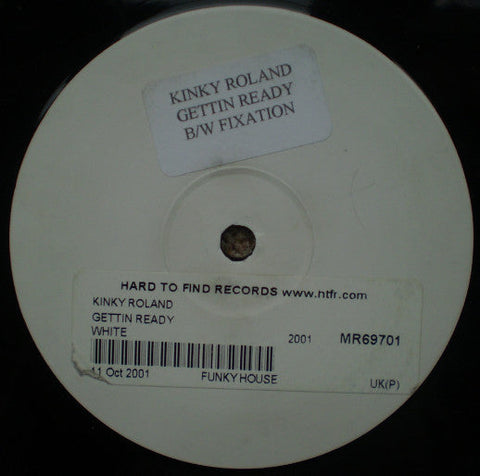 KINKY ROLAND
GETTIN READY
B/W FIXATION
HARD TO FIND RECORDS www.htfr.com
KINKY ROLAND
GETTIN READY
WHITE 2001 MR69701
11 Oct 2001 FUNKY HOUSE UK(P)